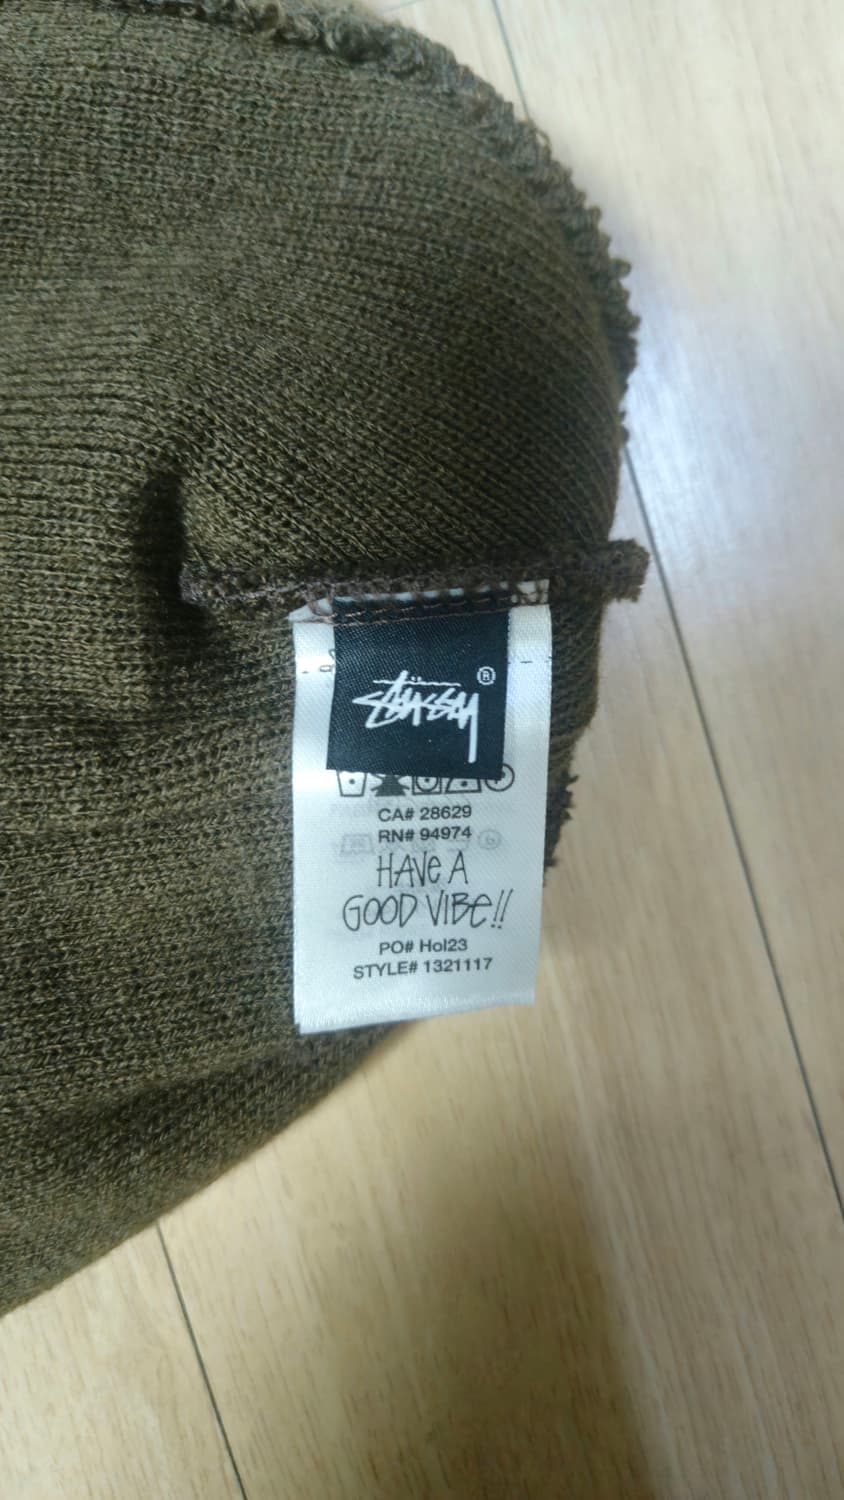 Stüssy ®
CA# 28629
RN# 94974
HAVE A
GOOD VIBE!!
PO# Hol23
STYLE# 1321117